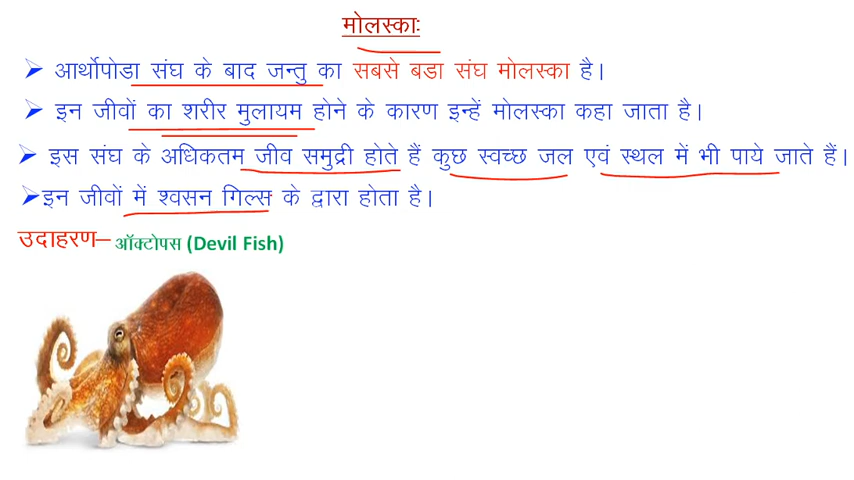 मोलस्काः
➢ आर्थोपोडा संघ के बाद जन्तु का सबसे बडा संघ मोलस्का है।
➢ इन जीवों का शरीर मुलायम होने के कारण इन्हें मोलस्का कहा जाता है।
➢ इस संघ के अधिकतम जीव समुद्री होते हैं कुछ स्वच्छ जल एवं स्थल में भी पाये जाते हैं।
➢इन जीवों में श्वसन गिल्स के द्वारा होता है।
उदाहरण– ऑक्टोपस (Devil Fish)